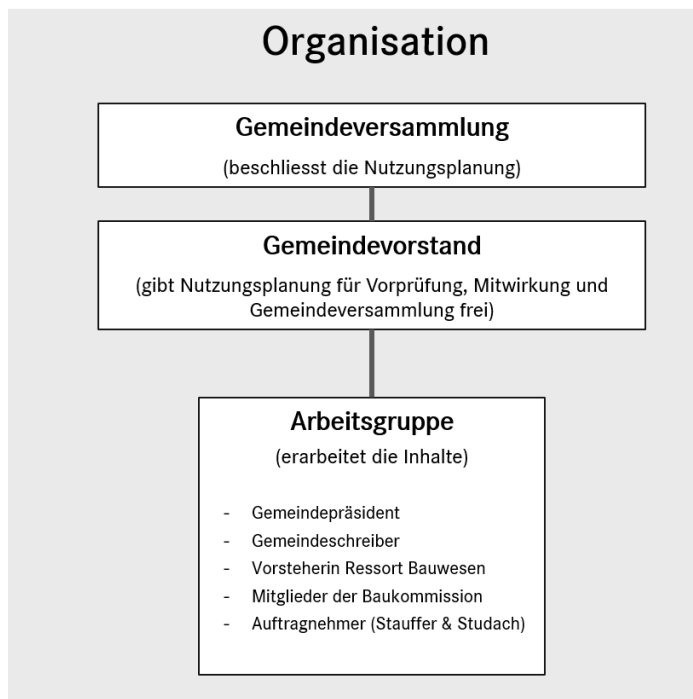 Organisation
Gemeindeversammlung
(beschliesst die Nutzungsplanung)
Gemeindevorstand
(gibt Nutzungsplanung für Vorprüfung, Mitwirkung und
Gemeindeversammlung frei)
Arbeitsgruppe
(erarbeitet die Inhalte)
- Gemeindepräsident
- Gemeindeschreiber
- Vorsteherin Ressort Bauwesen
- Mitglieder der Baukommission
- Auftragnehmer (Stauffer & Studach)